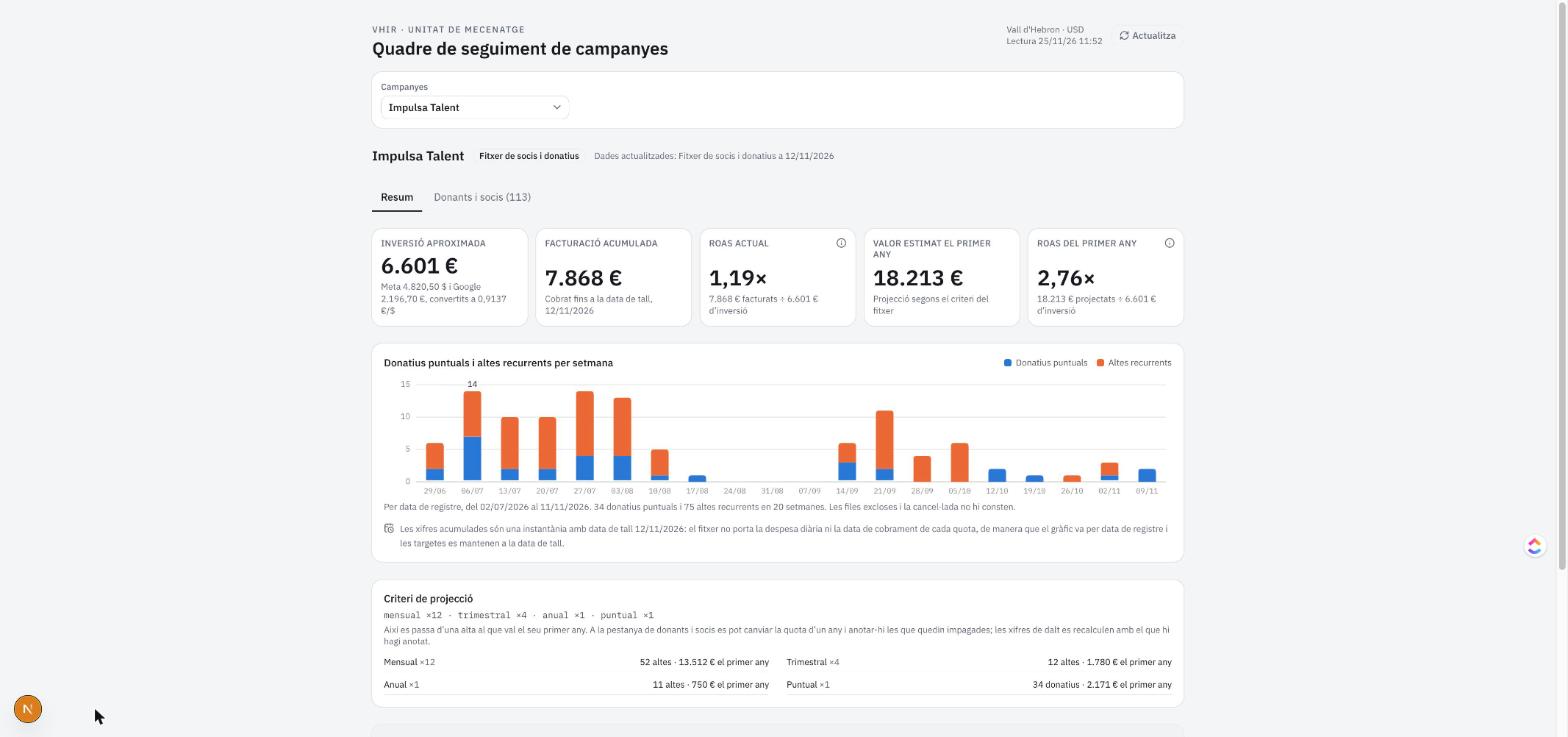 VHIR · UNITAT DE MECENATGE
Quadre de seguiment de campanyes
Vall d'Hebron · USD
Lectura 25/11/26 11:52
Actualitza
Campanyes
Impulsa Talent
Impulsa Talent
Fitxer de socis i donatius
Dades actualitzades: Fitxer de socis i donatius a 12/11/2026
Resum
Donants i socis (113)
INVERSIÓ APROXIMADA
6.601 €
Meta 4.820,50 $ i Google
2.196,70 €, convertits a 0,9137
€/$
FACTURACIÓ ACUMULADA
7.868 €
Cobrat fins a la data de tall,
12/11/2026
ROAS ACTUAL
1,19×
7.868 € facturats ÷ 6.601 €
d'inversió
VALOR ESTIMAT EL PRIMER
ANY
18.213 €
Projecció segons el criteri del
fitxer
ROAS DEL PRIMER ANY
2,76×
18.213 € projectats ÷ 6.601 €
d'inversió
Donatius puntuals i altes recurrents per setmana
Donatius puntuals
Altes recurrents
15
14
10
5
0
29/06 06/07 13/07 20/07 27/07 03/08 10/08 17/08 24/08 31/08 07/09 14/09 21/09 28/09 05/10 12/10 19/10 26/10 02/11 09/11
Per data de registre, del 02/07/2026 al 11/11/2026. 34 donatius puntuals i 75 altes recurrents en 20 setmanes. Les files excloses i la cancel·lada no hi consten.
Les xifres acumulades són una instantània amb data de tall 12/11/2026: el fitxer no porta la despesa diària ni la data de cobrament de cada quota, de manera que el gràfic va per data de registre i
les targetes es mantenen a la data de tall.
Criteri de projecció
mensual ×12 · trimestral ×4 · anual ×1 · puntual ×1
Així es passa d'una alta al que val el seu primer any. A la pestanya de donants i socis es pot canviar la quota d'un any i anotar-hi les que quedin impagades; les xifres de dalt es recalculen amb el que hi
hagi anotat.
Mensual ×12
52 altes · 13.512 € el primer any
Trimestral ×4
12 altes · 1.780 € el primer any
Anual ×1
11 altes · 750 € el primer any
Puntual ×1
34 donatius · 2.171 € el primer any
N